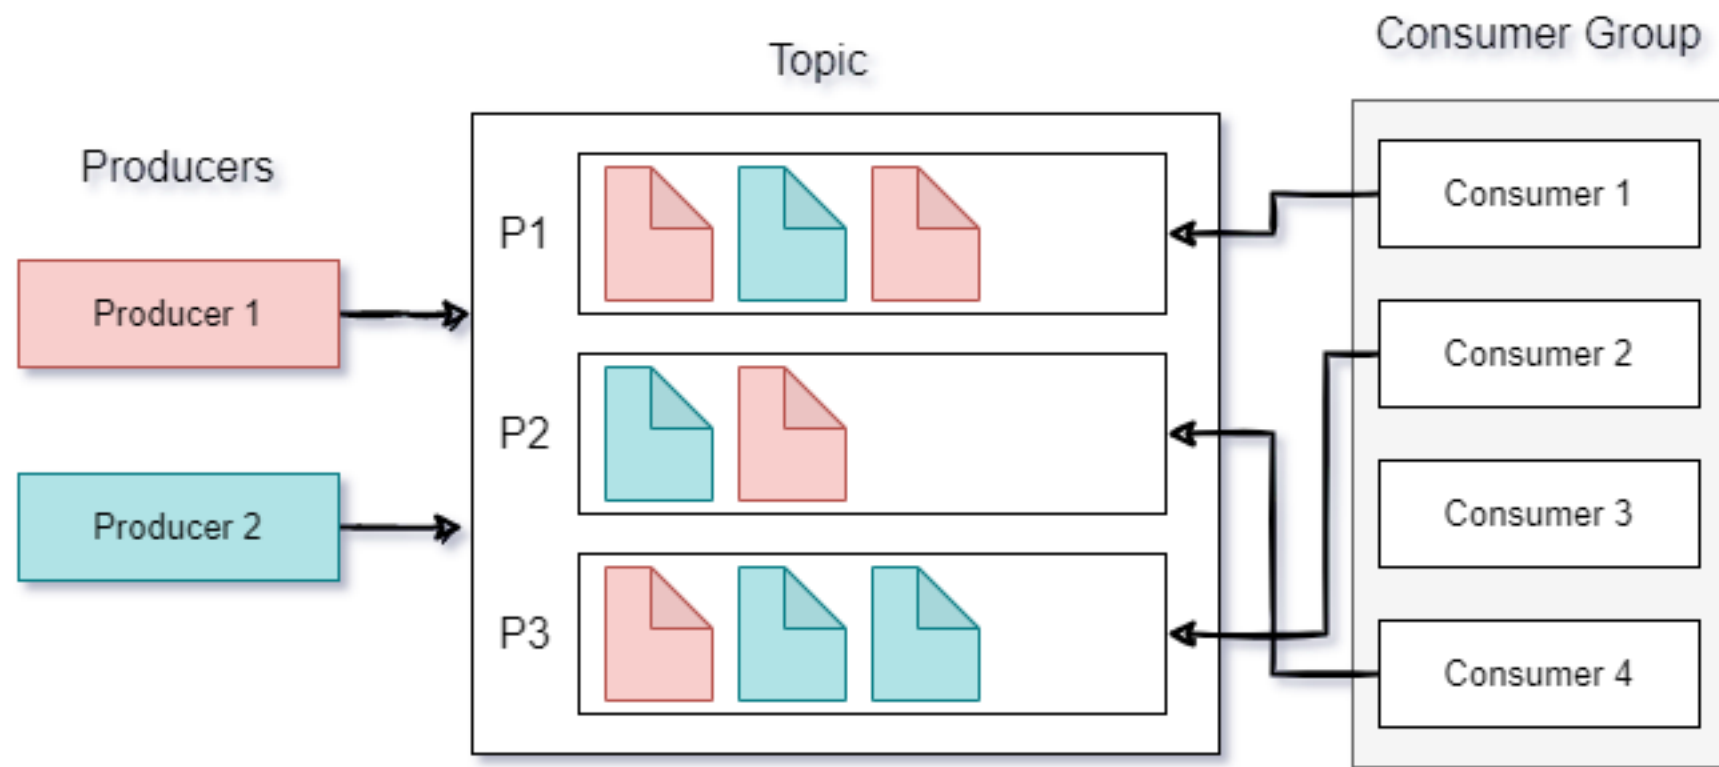 Producers
Producer 1
Producer 2
Topic
P1
P2
P3
Consumer Group
Consumer 1
Consumer 2
Consumer 3
Consumer 4